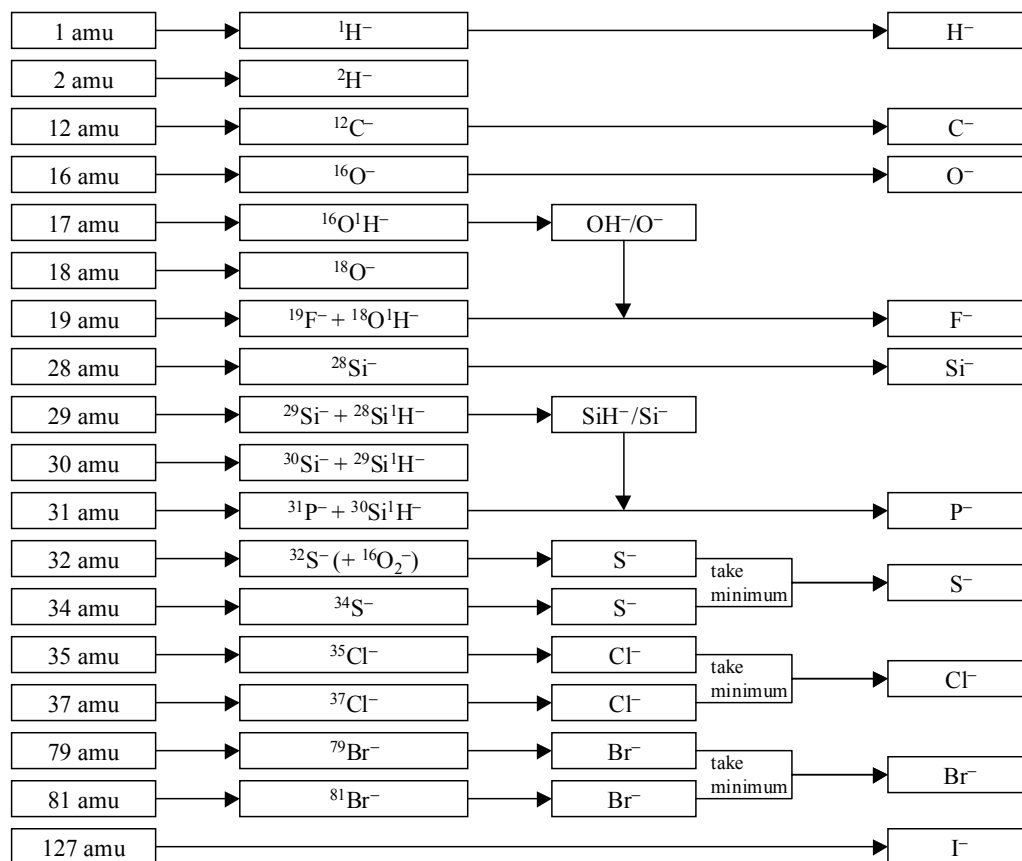 1 amu ¹H⁻ H⁻
2 amu ²H⁻
12 amu ¹²C⁻ C⁻
16 amu ¹⁶O⁻ O⁻
17 amu ¹⁶O¹H⁻ OH⁻/O⁻
18 amu ¹⁸O⁻
19 amu ¹⁹F⁻ + ¹⁸O¹H⁻ F⁻
28 amu ²⁸Si⁻ Si⁻
29 amu ²⁹Si⁻ + ²⁸Si¹H⁻ SiH⁻/Si⁻
30 amu ³⁰Si⁻ + ²⁹Si¹H⁻
31 amu ³¹P⁻ + ³⁰Si¹H⁻ P⁻
32 amu ³²S⁻ (+ ¹⁶O₂⁻) S⁻
take
minimum
S⁻
34 amu ³⁴S⁻ S⁻
35 amu ³⁵Cl⁻ Cl⁻
take
minimum
Cl⁻
37 amu ³⁷Cl⁻ Cl⁻
79 amu ⁷⁹Br⁻ Br⁻
take
minimum
Br⁻
81 amu ⁸¹Br⁻ Br⁻
127 amu I⁻